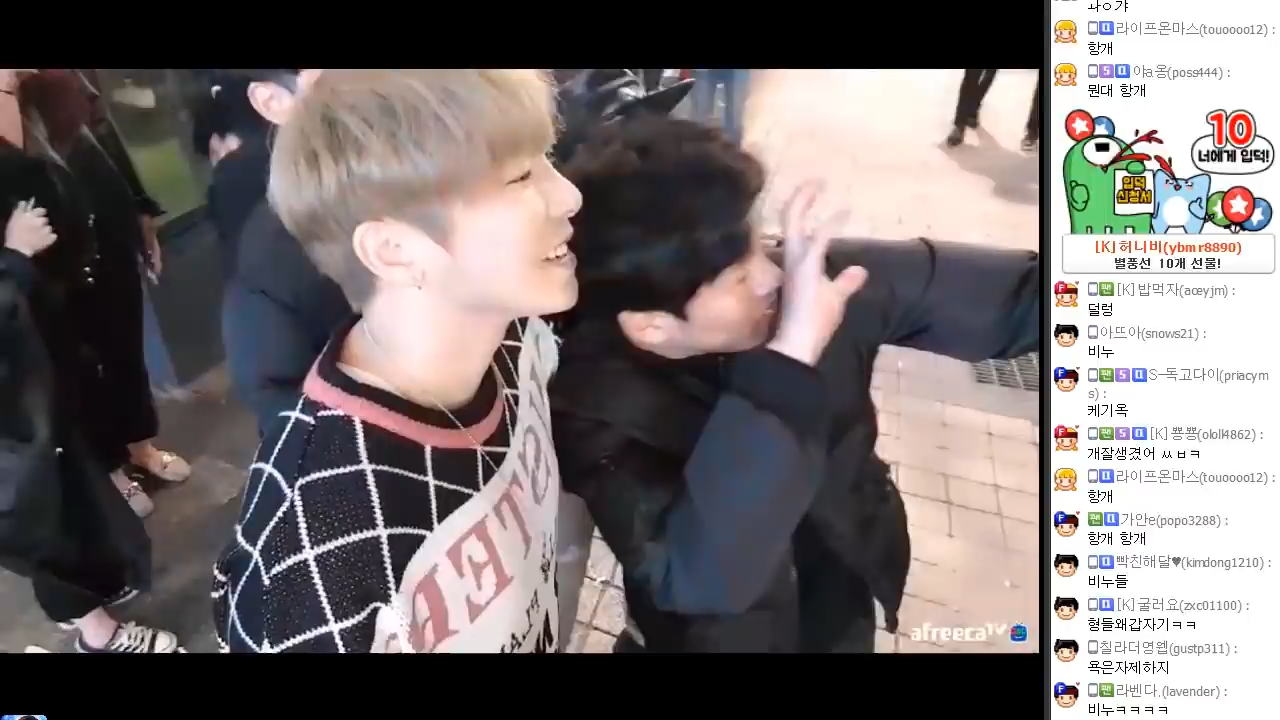 라이프온마스(touoooo12) :
항개
야a옹(poss444) :
뭔대 항개
10
너에게 입덕!
입덕
신청서
[K]허니비(ybmr8890)
별풍선 10개 선물!
[K]밥먹자(aceyjm) :
덜렁
아뜨아(snows21) :
비누
S-독고다이(priacym
s) :
케기옥
[K]뽕뽕(ololl4862) :
개잘생겼어 ㅆㅂㅋ
라이프온마스(touoooo12) :
항개
가안e(popo3288) :
항개 항개
빡친해달♥(kimdong1210) :
비누들
[K]굴러요(zxc01100) :
형들왜갑자기ㅋㅋ
칠라더영웹(gustp311) :
욕은자제하지
라벤다.(lavender) :
비누ㅋㅋㅋㅋ
afreecaTV